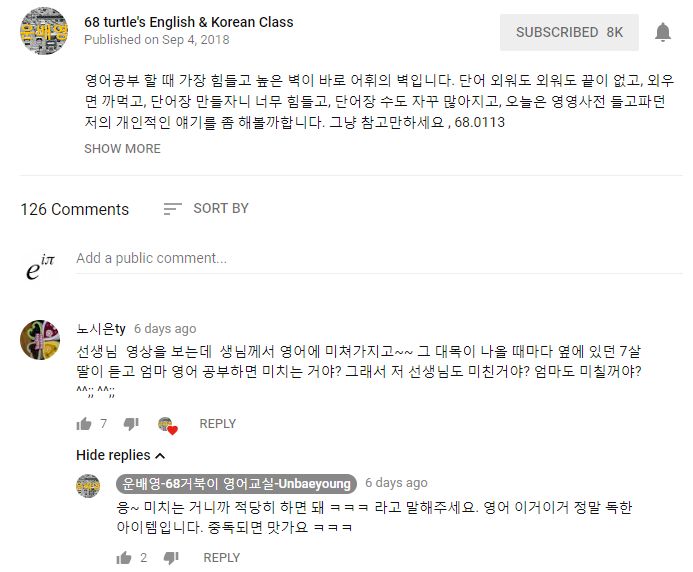 68 turtle's English & Korean Class
Published on Sep 4, 2018
SUBSCRIBED 8K
영어공부 할 때 가장 힘들고 높은 벽이 바로 어휘의 벽입니다. 단어 외워도 외워도 끝이 없고, 외우
면 까먹고, 단어장 만들자니 너무 힘들고, 단어장 수도 자꾸 많아지고, 오늘은 영영사전 들고파던
저의 개인적인 얘기를 좀 해볼까합니다. 그냥 참고만하세요 , 68.0113
SHOW MORE
126 Comments
SORT BY
e^{iπ}
Add a public comment...
노시은ty 6 days ago
선생님 영상을 보는데 생님께서 영어에 미쳐가지고~~ 그 대목이 나올 때마다 옆에 있던 7살
딸이 듣고 엄마 영어 공부하면 미치는 거야? 그래서 저 선생님도 미친거야? 엄마도 미칠꺼야?
^^;; ^^;;
7
REPLY
Hide replies
운배영-68거북이 영어교실-Unbaeyoung 6 days ago
응~ 미치는 거니까 적당히 하면 돼 ㅋㅋㅋ 라고 말해주세요. 영어 이거이거 정말 독한
아이템입니다. 중독되면 맛가요 ㅋㅋㅋ
2
REPLY